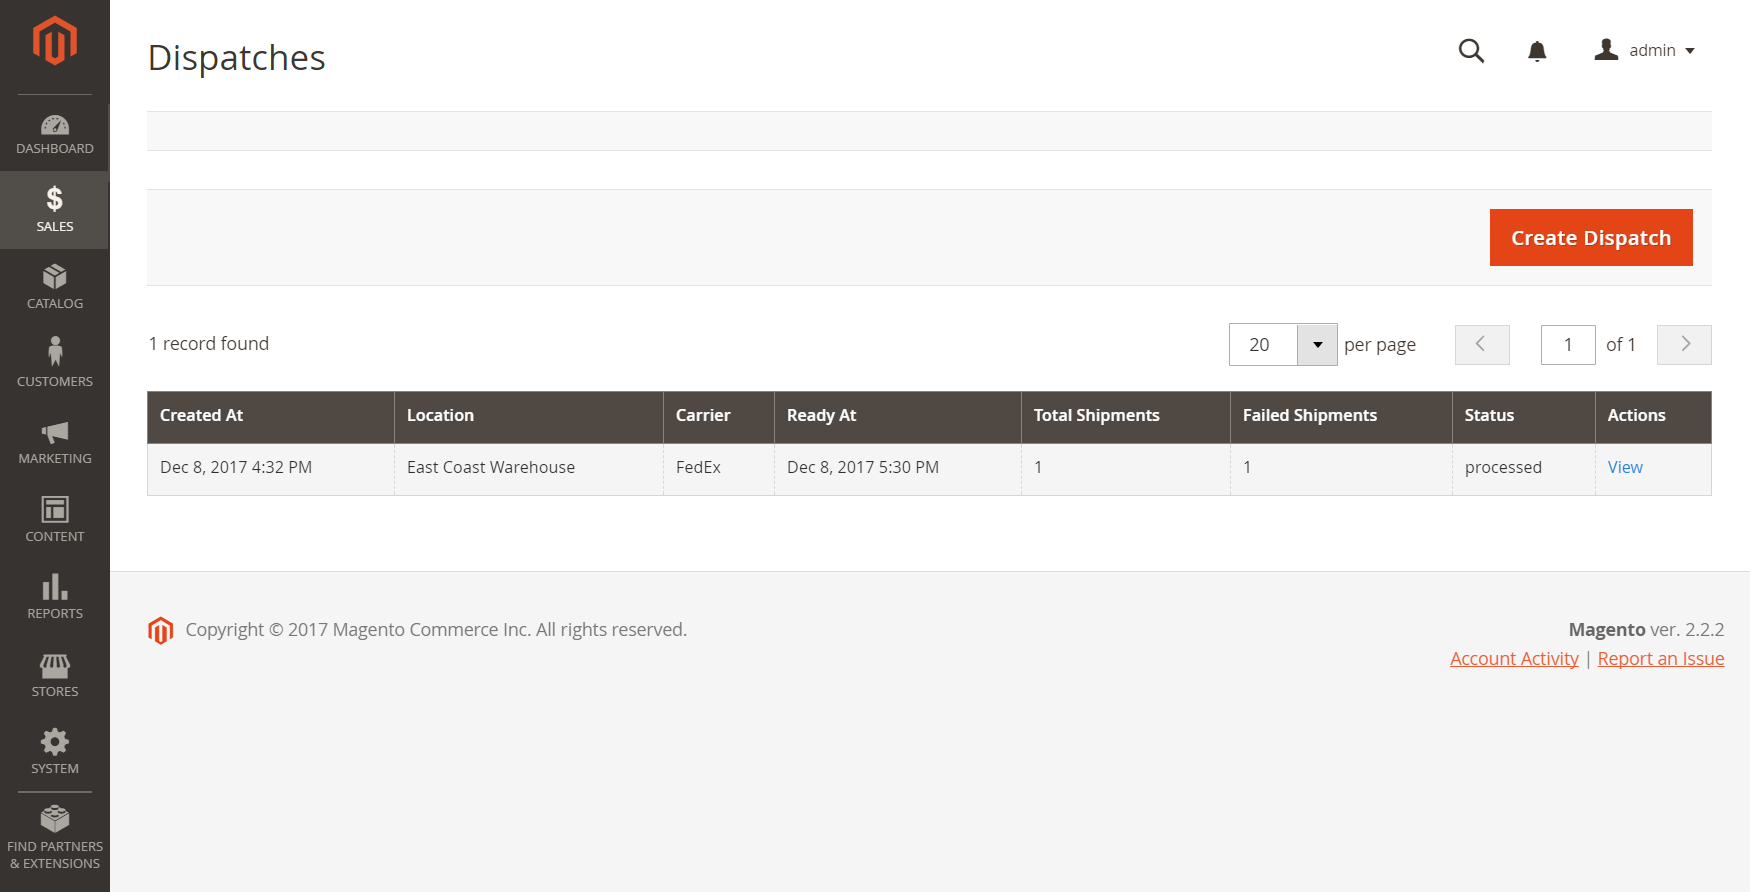 Dispatches
admin
DASHBOARD
SALES
CATALOG
CUSTOMERS
MARKETING
CONTENT
REPORTS
STORES
SYSTEM
FIND PARTNERS
& EXTENSIONS
Create Dispatch
1 record found
20 per page 1 of 1
Created At Location Carrier Ready At Total Shipments Failed Shipments Status Actions
Dec 8, 2017 4:32 PM East Coast Warehouse FedEx Dec 8, 2017 5:30 PM 1 1 processed View
Copyright © 2017 Magento Commerce Inc. All rights reserved.
Magento ver. 2.2.2
Account Activity | Report an Issue